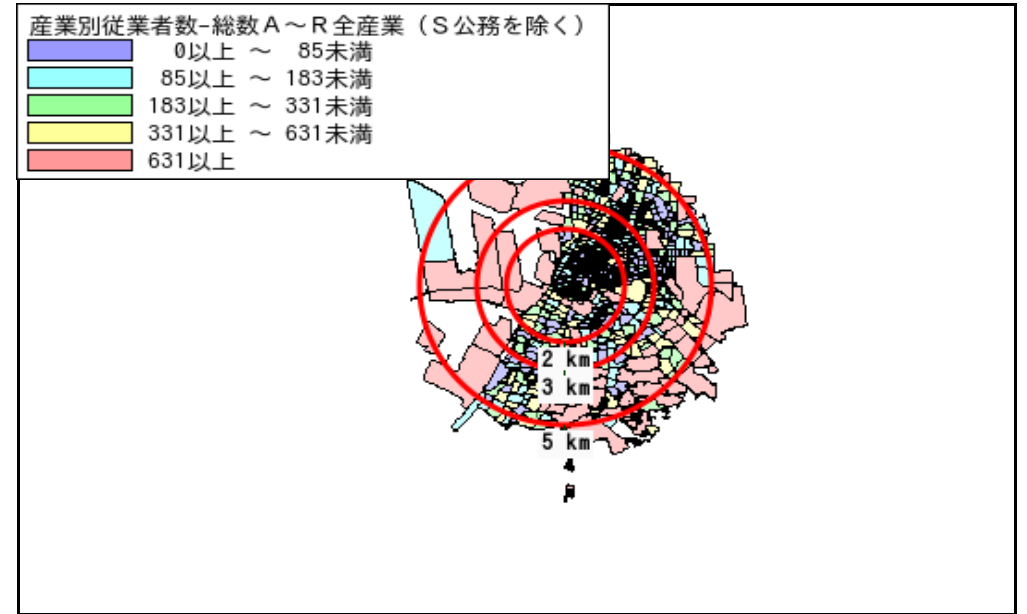 産業別従業者数-総数A～R全産業（S公務を除く）
0以上 ～ 85未満
85以上 ～ 183未満
183以上 ～ 331未満
331以上 ～ 631未満
631以上
2 km
3 km
5 km